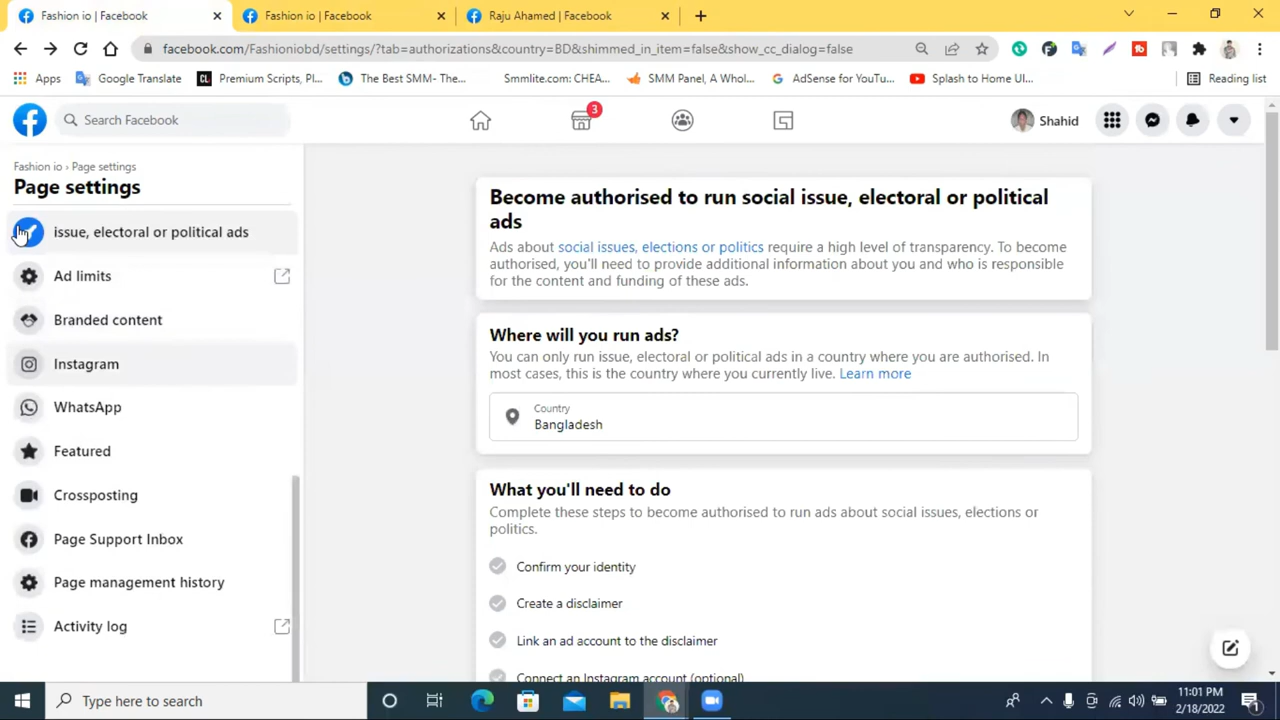 Fashion io | Facebook
Fashion io | Facebook
Raju Ahamed | Facebook
facebook.com/Fashioniobd/settings/?tab=authorizations&country=BD&shimmed_in_item=false&show_cc_dialog=false
Apps
Google Translate
CL
Premium Scripts, Pl...
The Best SMM- The...
Smmlite.com: CHEA...
SMM Panel, A Whol...
AdSense for YouTu...
Splash to Home UI...
Reading list
Search Facebook
3
Shahid
Fashion io › Page settings
Page settings
issue, electoral or political ads
Ad limits
Branded content
Instagram
WhatsApp
Featured
Crossposting
Page Support Inbox
Page management history
Activity log
Become authorised to run social issue, electoral or political
ads
Ads about social issues, elections or politics require a high level of transparency. To become
authorised, you'll need to provide additional information about you and who is responsible
for the content and funding of these ads.
Where will you run ads?
You can only run issue, electoral or political ads in a country where you are authorised. In
most cases, this is the country where you currently live. Learn more
Country
Bangladesh
What you'll need to do
Complete these steps to become authorised to run ads about social issues, elections or
politics.
Confirm your identity
Create a disclaimer
Link an ad account to the disclaimer
Connect an Instagram account (optional)
Type here to search
11:01 PM
2/18/2022
1